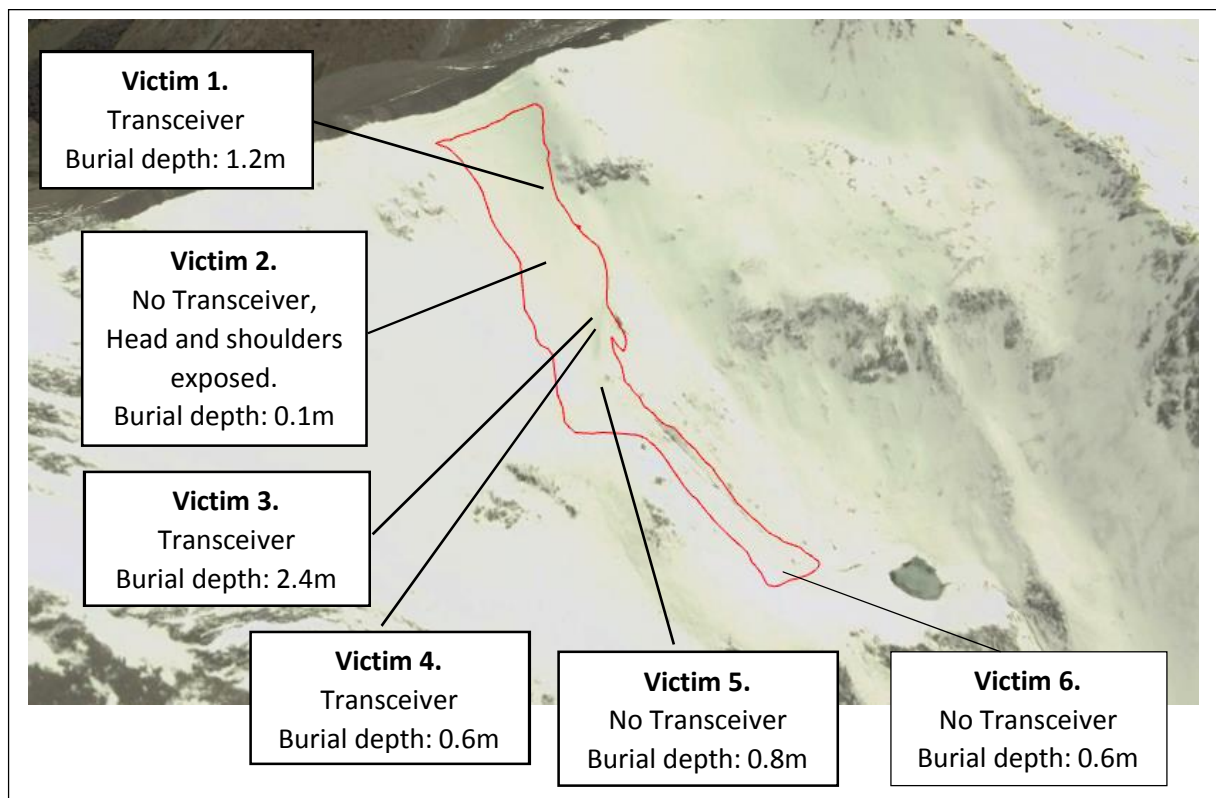 Victim 1.
Transceiver
Burial depth: 1.2m
Victim 2.
No Transceiver,
Head and shoulders
exposed.
Burial depth: 0.1m
Victim 3.
Transceiver
Burial depth: 2.4m
Victim 4.
Transceiver
Burial depth: 0.6m
Victim 5.
No Transceiver
Burial depth: 0.8m
Victim 6.
No Transceiver
Burial depth: 0.6m